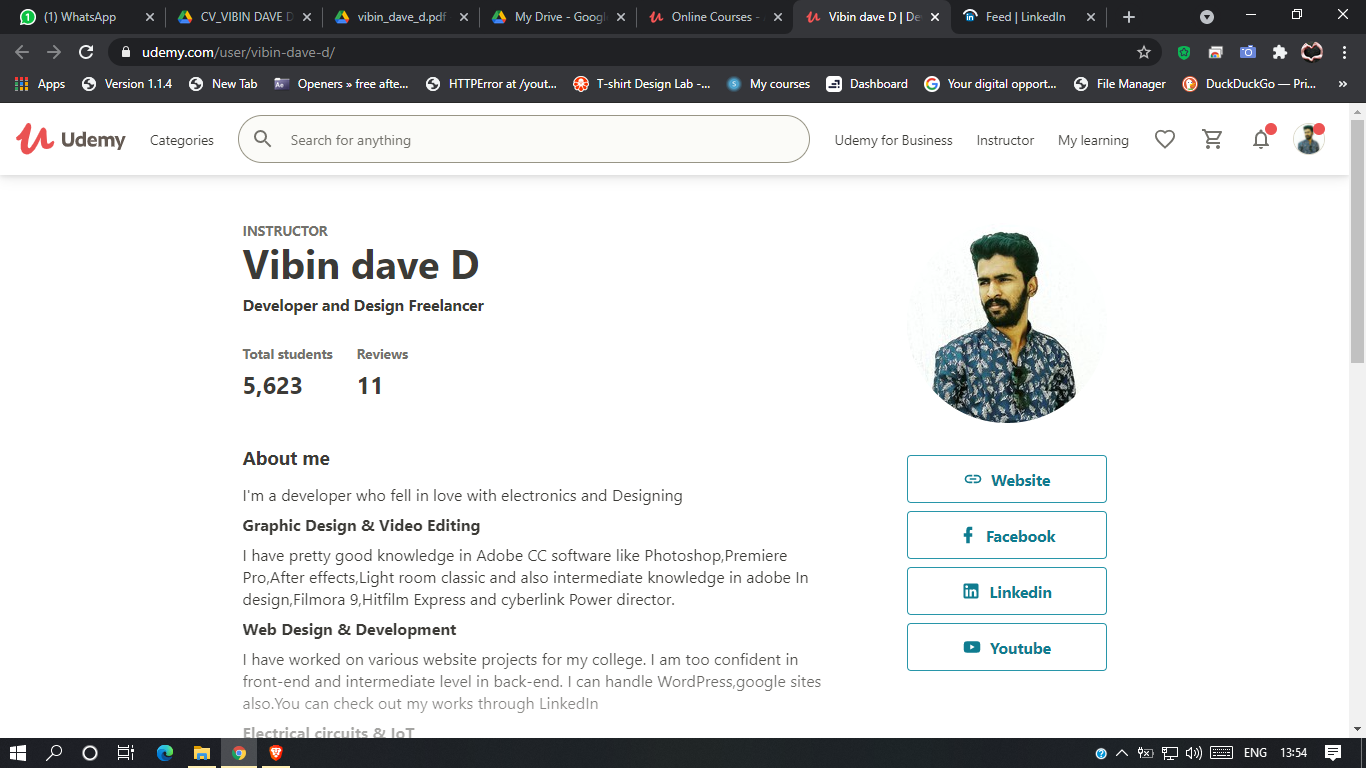 (1) WhatsApp
CV_VIBIN DAVE D
vibin_dave_d.pdf
My Drive - Googl
Online Courses -
Vibin dave D | De
Feed | LinkedIn
udemy.com/user/vibin-dave-d/
Apps
Version 1.1.4
New Tab
Openers » free afte...
HTTPError at /yout...
T-shirt Design Lab -...
My courses
Dashboard
Your digital opport...
File Manager
DuckDuckGo — Pri...
»
Udemy
Categories
Search for anything
Udemy for Business
Instructor
My learning
INSTRUCTOR
Vibin dave D
Developer and Design Freelancer
Total students
Reviews
5,623
11
About me
I'm a developer who fell in love with electronics and Designing
Graphic Design & Video Editing
I have pretty good knowledge in Adobe CC software like Photoshop,Premiere
Pro,After effects,Light room classic and also intermediate knowledge in adobe In
design,Filmora 9,Hitfilm Express and cyberlink Power director.
Web Design & Development
I have worked on various website projects for my college. I am too confident in
front-end and intermediate level in back-end. I can handle WordPress,google sites
also.You can check out my works through LinkedIn
Electrical circuits & IoT
Website
Facebook
Linkedin
Youtube
ENG
13:54